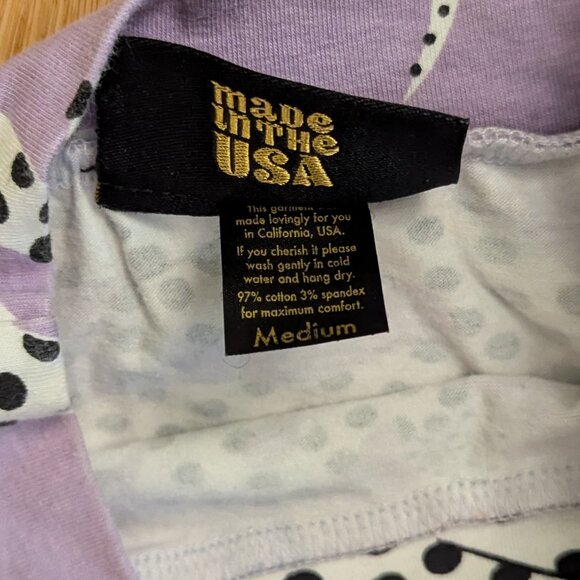 maDe
in THe
USA
This garment
made lovingly for you
in California, USA.
If you cherish it please
wash gently in cold
water and hang dry.
97% cotton 3% spandex
for maximum comfort.
Medium